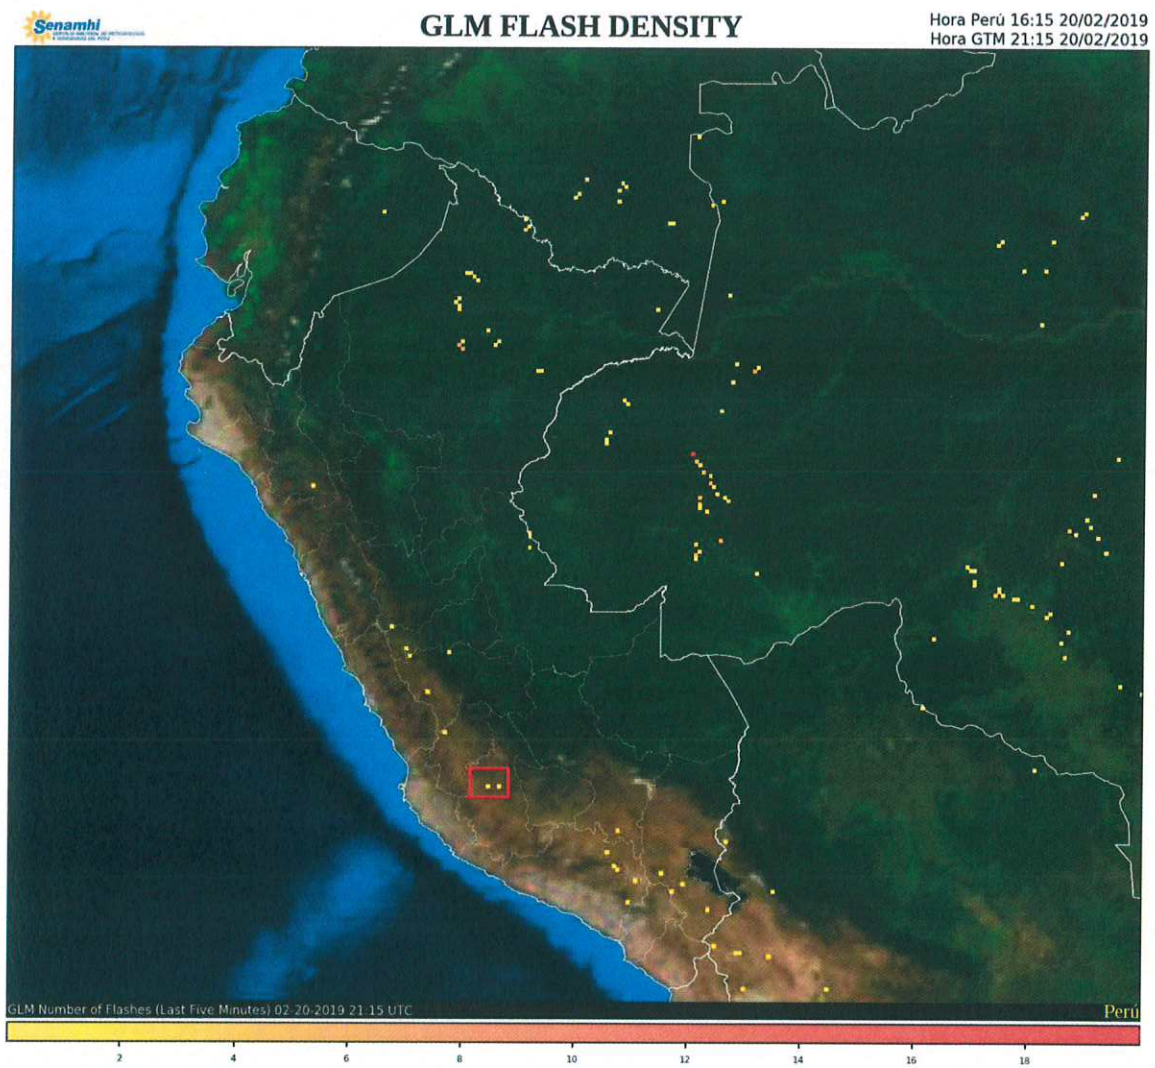 Senamhi
GLM FLASH DENSITY
Hora Perú 16:15 20/02/2019
Hora GTM 21:15 20/02/2019
GLM Number of Flashes (Last Five Minutes) 02-20-2019 21:15 UTC
Perú
2 4 6 8 10 12 14 16 18